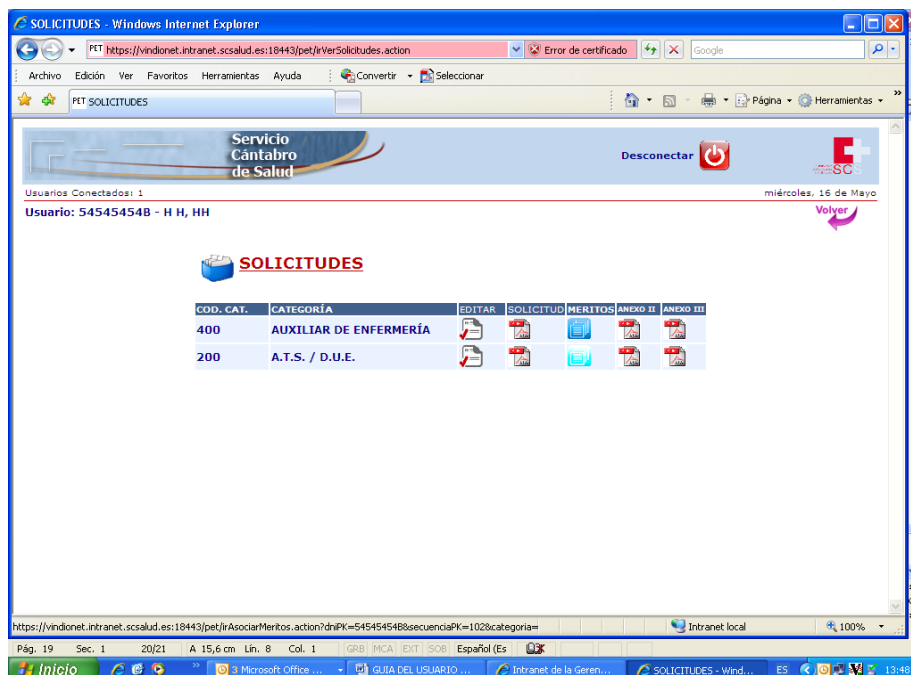 SOLICITUDES - Windows Internet Explorer
PET https://vindionet.intranet.scsalud.es:18443/pet/irVerSolicitudes.action Error de certificado Google
Archivo Edición Ver Favoritos Herramientas Ayuda Convertir Seleccionar
PET SOLICITUDES Página Herramientas »
Servicio
Cántabro
de Salud
Desconectar
SCS
Usuarios Conectados: 1 miércoles, 16 de Mayo
Usuario: 54545454B - H H, HH Volver
SOLICITUDES
COD. CAT. CATEGORÍA EDITAR SOLICITUD MERITOS ANEXO II ANEXO III
400 AUXILIAR DE ENFERMERÍA
200 A.T.S. / D.U.E.
https://vindionet.intranet.scsalud.es:18443/pet/irAsociarMeritos.action?dniPK=54545454B&secuenciaPK=102&categoria= Intranet local 100%
Pág. 19 Sec. 1 20/21 A 15,6 cm Lín. 8 Col. 1 GRB MCA EXT SOB Español (Es
Inicio » 3 Microsoft Office ... GUIA DEL USUARIO ... Intranet de la Geren... SOLICITUDES - Wind... ES 13:48